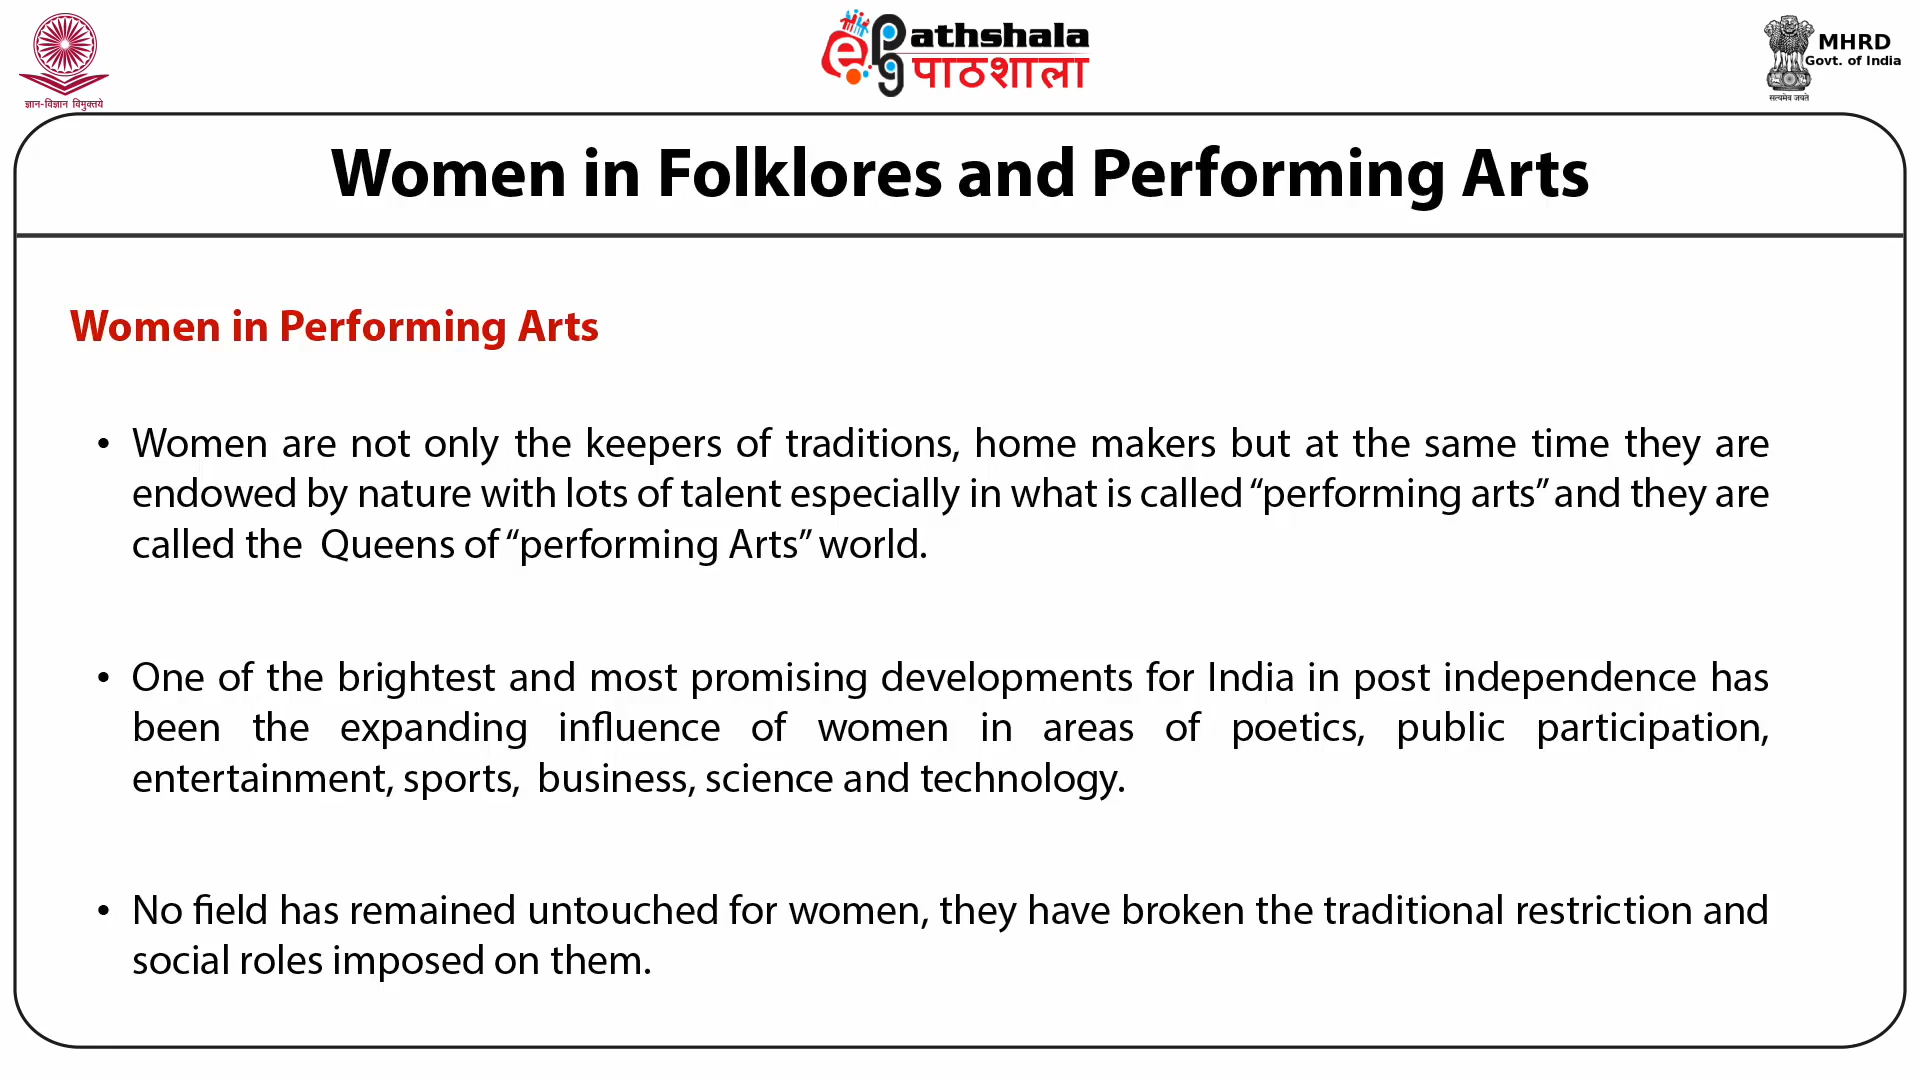 ज्ञान-विज्ञान विमुक्तये
ePathshala
पाठशाला
MHRD
Govt. of India
सत्यमेव जयते
Women in Folklores and Performing Arts
Women in Performing Arts
• Women are not only the keepers of traditions, home makers but at the same time they are
endowed by nature with lots of talent especially in what is called “performing arts” and they are
called the Queens of “performing Arts” world.
• One of the brightest and most promising developments for India in post independence has
been the expanding influence of women in areas of poetics, public participation,
entertainment, sports, business, science and technology.
• No field has remained untouched for women, they have broken the traditional restriction and
social roles imposed on them.